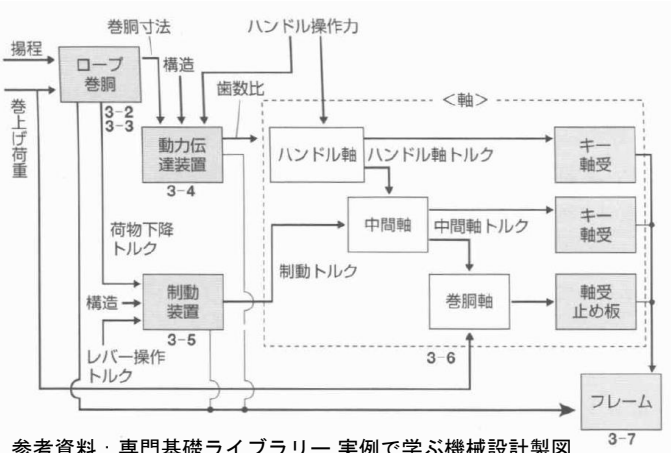 巻胴寸法
ハンドル操作力
揚程
ロープ
巻胴
構造
歯数比
巻上げ荷重
3-2
3-3
動力伝
達装置
3-4
<軸>
ハンドル軸
ハンドル軸トルク
キー
軸受
中間軸
中間軸トルク
キー
軸受
荷物下降
トルク
制動トルク
構造
制動
装置
3-5
巻胴軸
軸受
止め板
レバー操作
トルク
3-6
フレーム
3-7
参考資料：専門基礎ライブラリー 実例で学ぶ機械設計製図